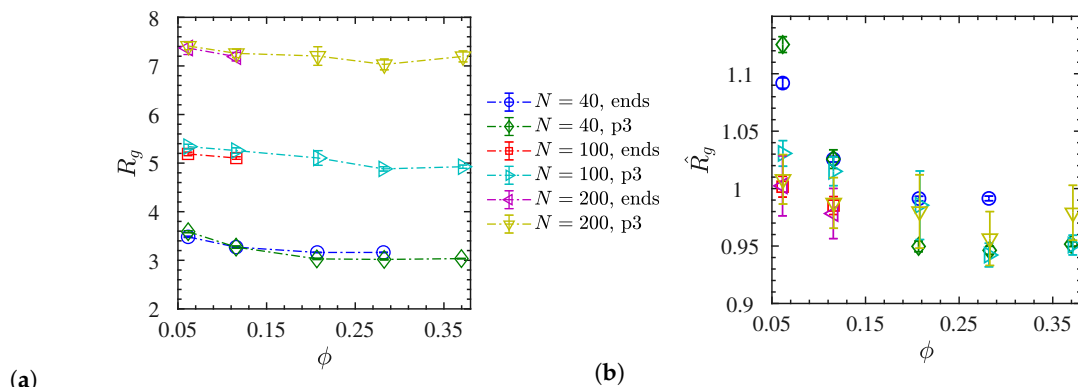 8
7
6
5
4
3
2
R_g
0.05
0.15
0.25
0.35
ϕ
(a)
N = 40, ends
N = 40, p3
N = 100, ends
N = 100, p3
N = 200, ends
N = 200, p3
1.1
1.05
1
0.95
0.9
R̂_g
0.05
0.15
0.25
0.35
ϕ
(b)